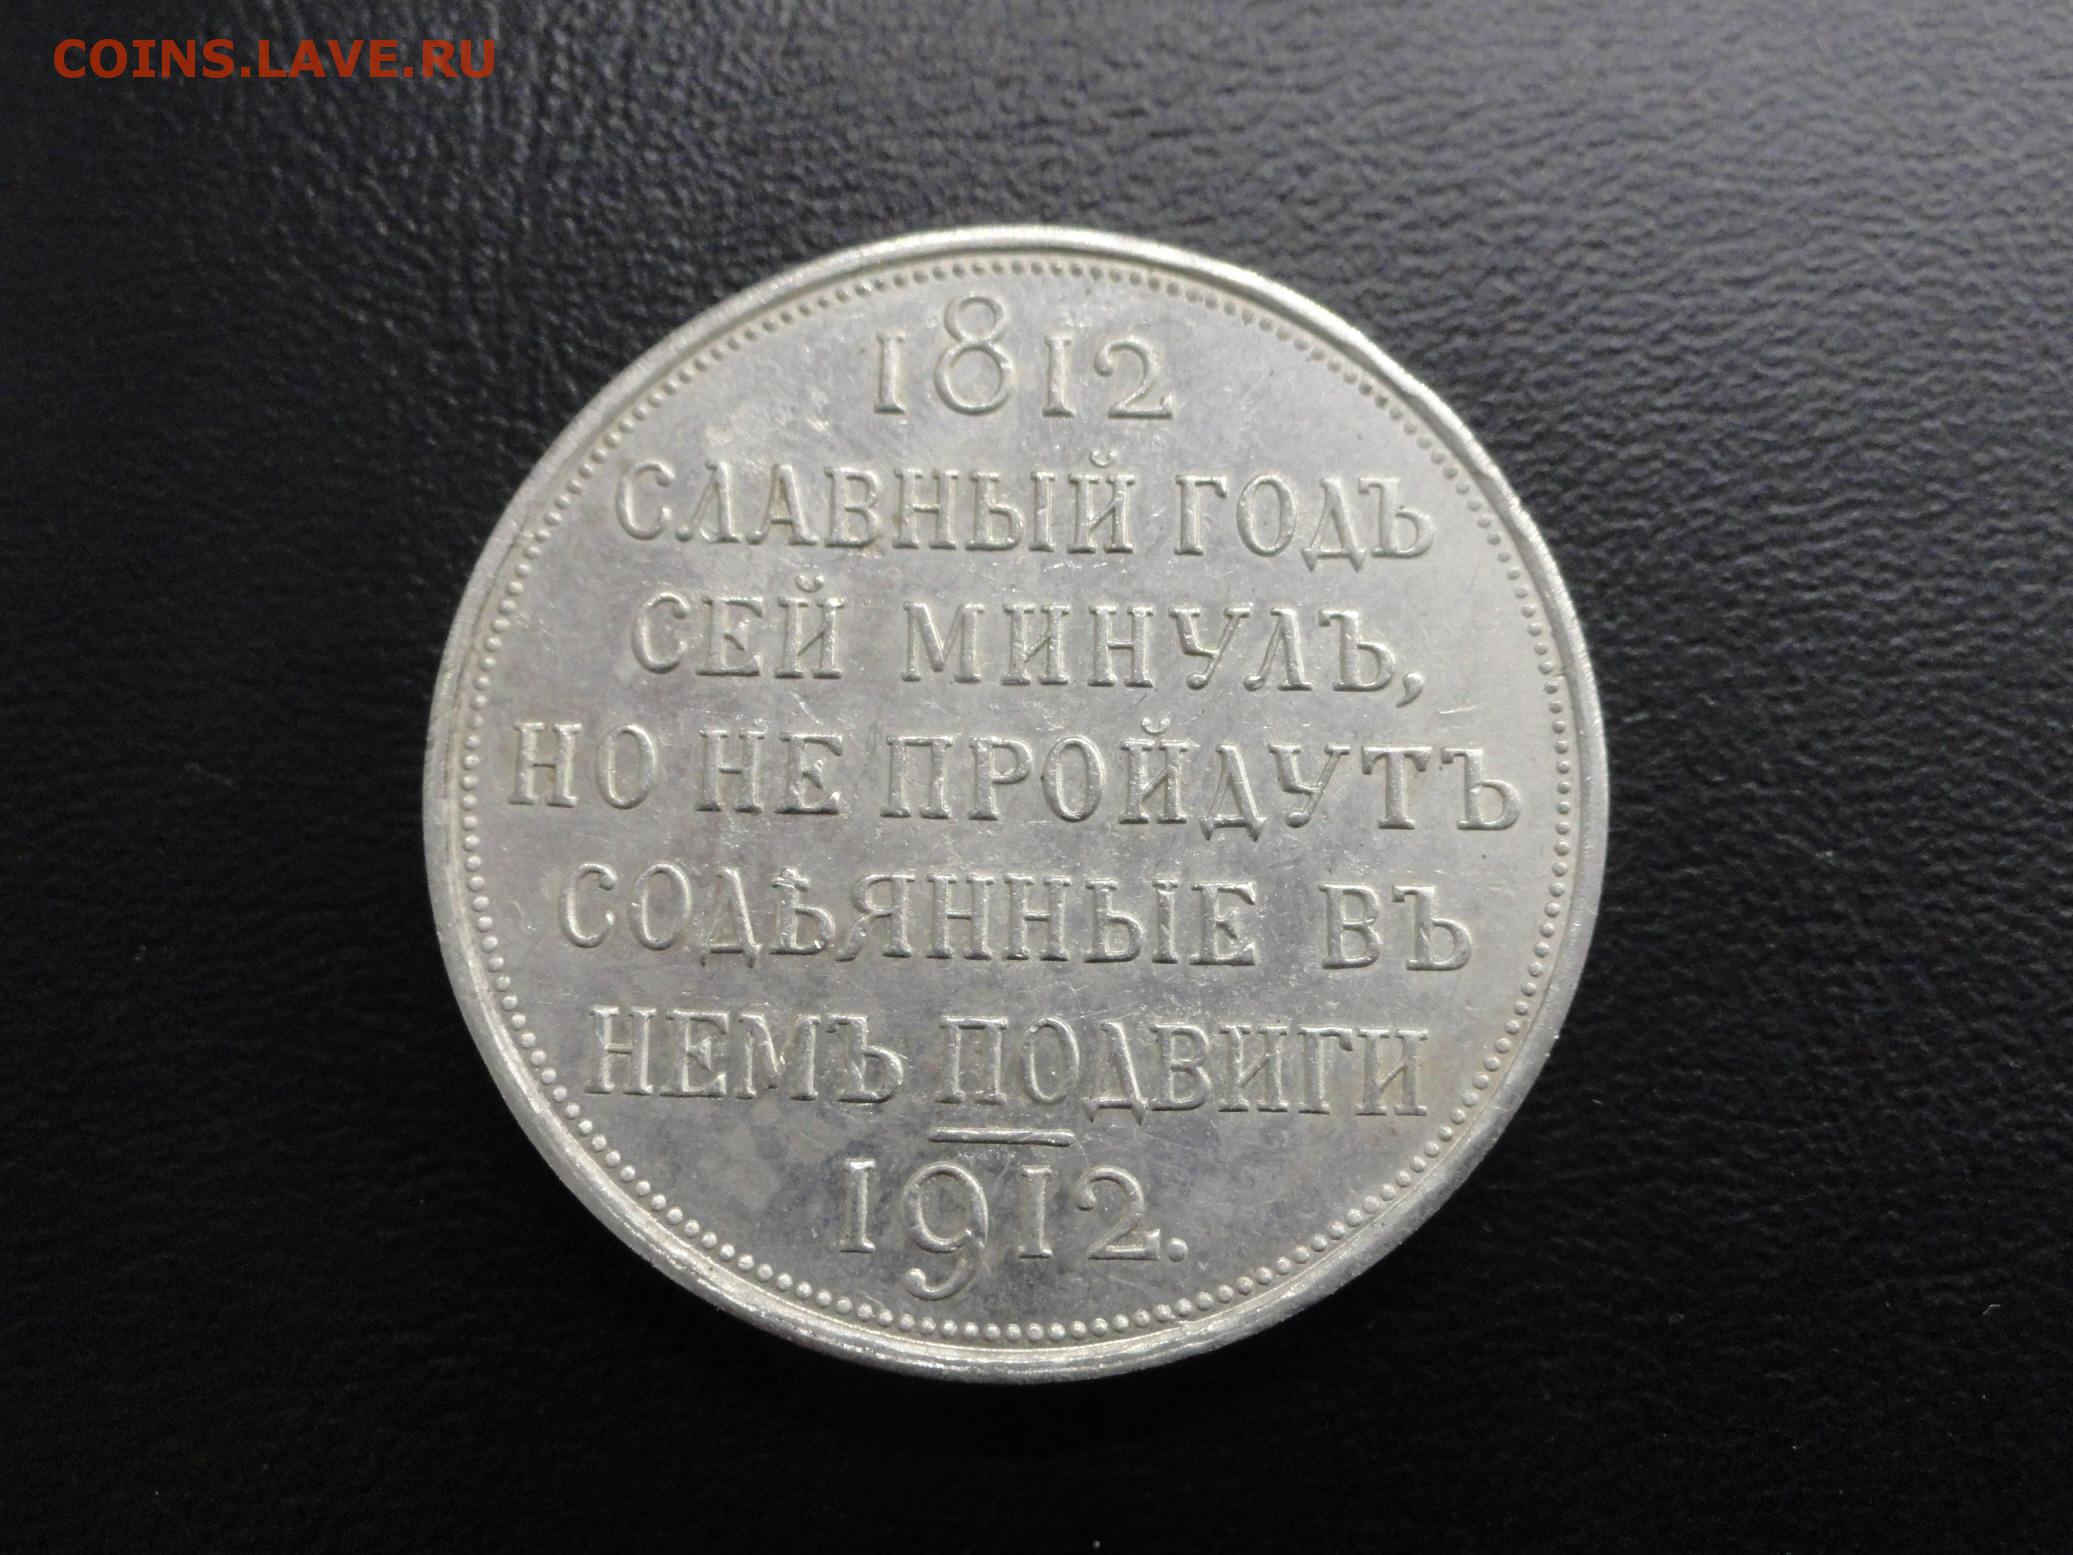 COINS.LAVE.RU
1812
СЛАВНЫЙ ГОДЪ
СЕЙ МИНУЛЪ,
НО НЕ ПРОЙДУТЪ
СОДѢЯННЫЕ ВЪ
НЕМЪ ПОДВИГИ
1912.